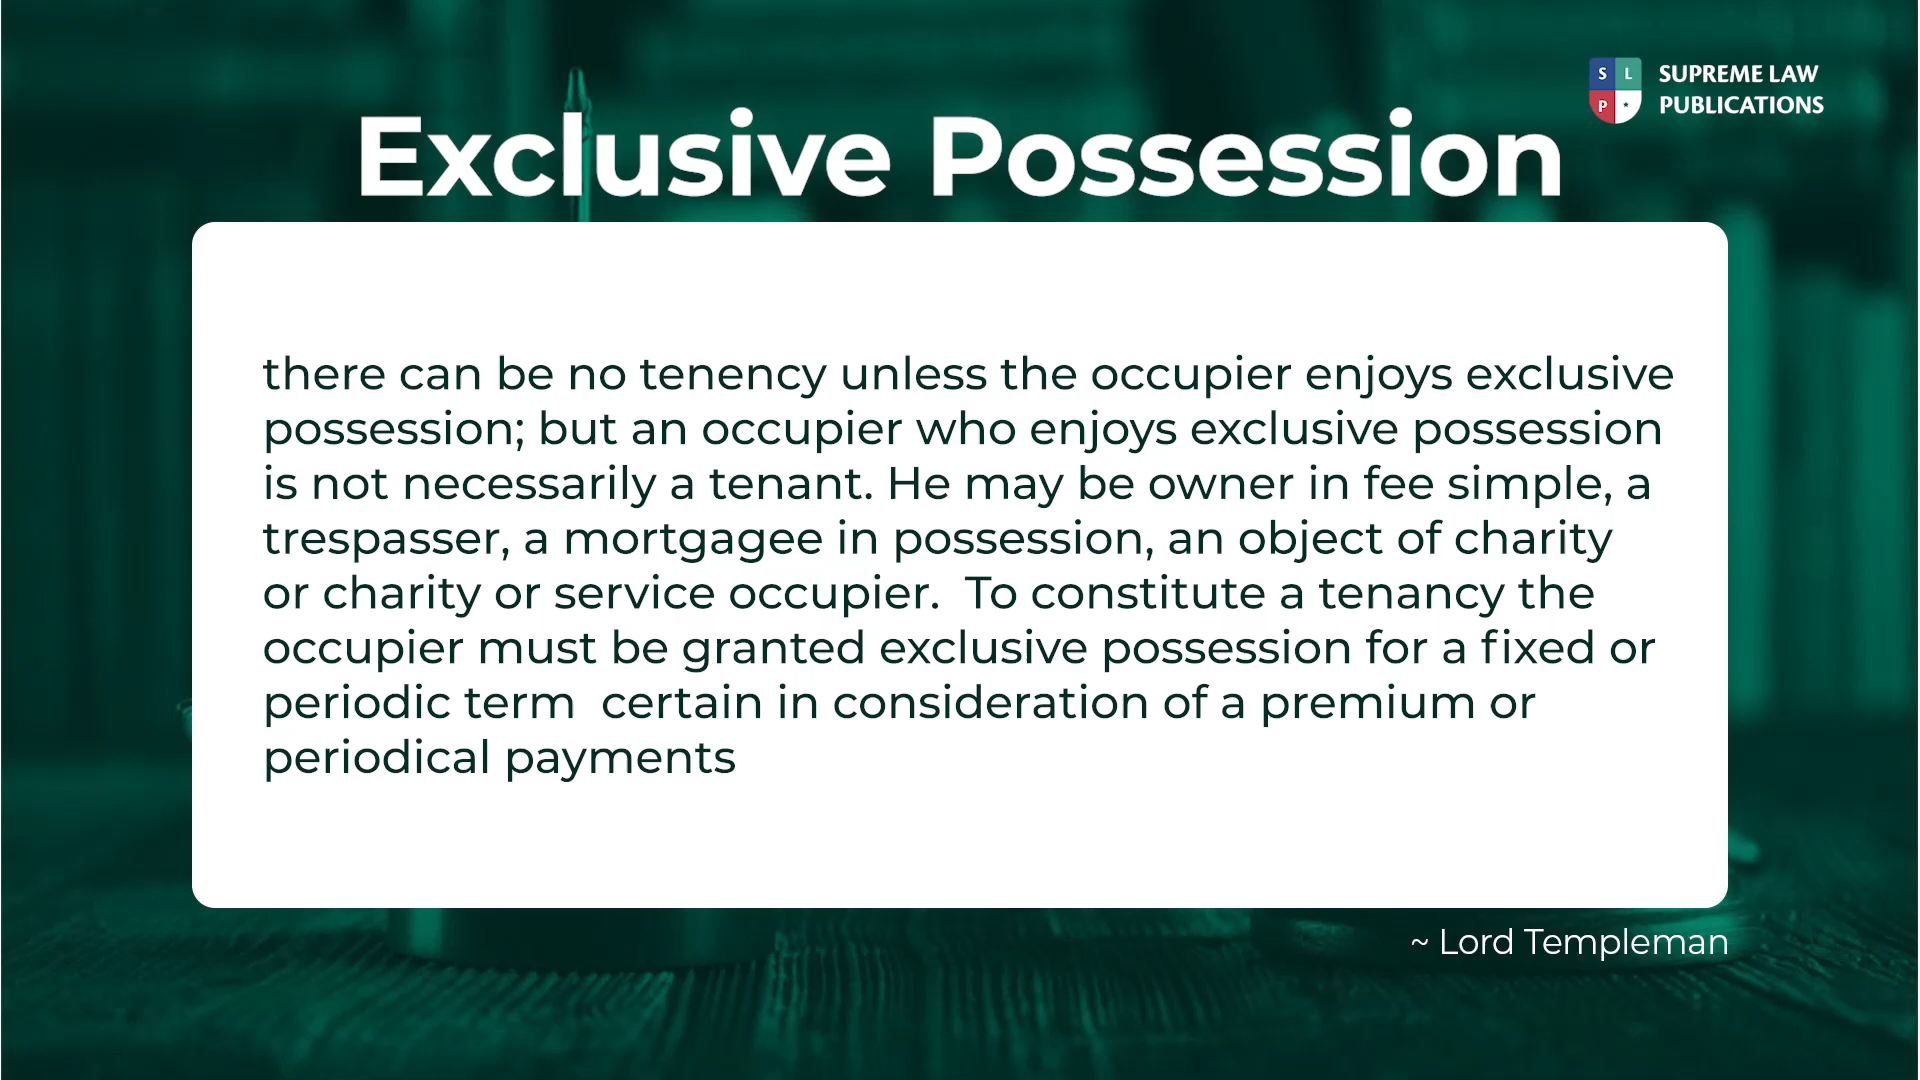 SUPREME LAW
PUBLICATIONS
S L
P
Exclusive Possession
there can be no tenency unless the occupier enjoys exclusive
possession; but an occupier who enjoys exclusive possession
is not necessarily a tenant. He may be owner in fee simple, a
trespasser, a mortgagee in possession, an object of charity
or charity or service occupier.  To constitute a tenancy the
occupier must be granted exclusive possession for a fixed or
periodic term  certain in consideration of a premium or
periodical payments
~ Lord Templeman